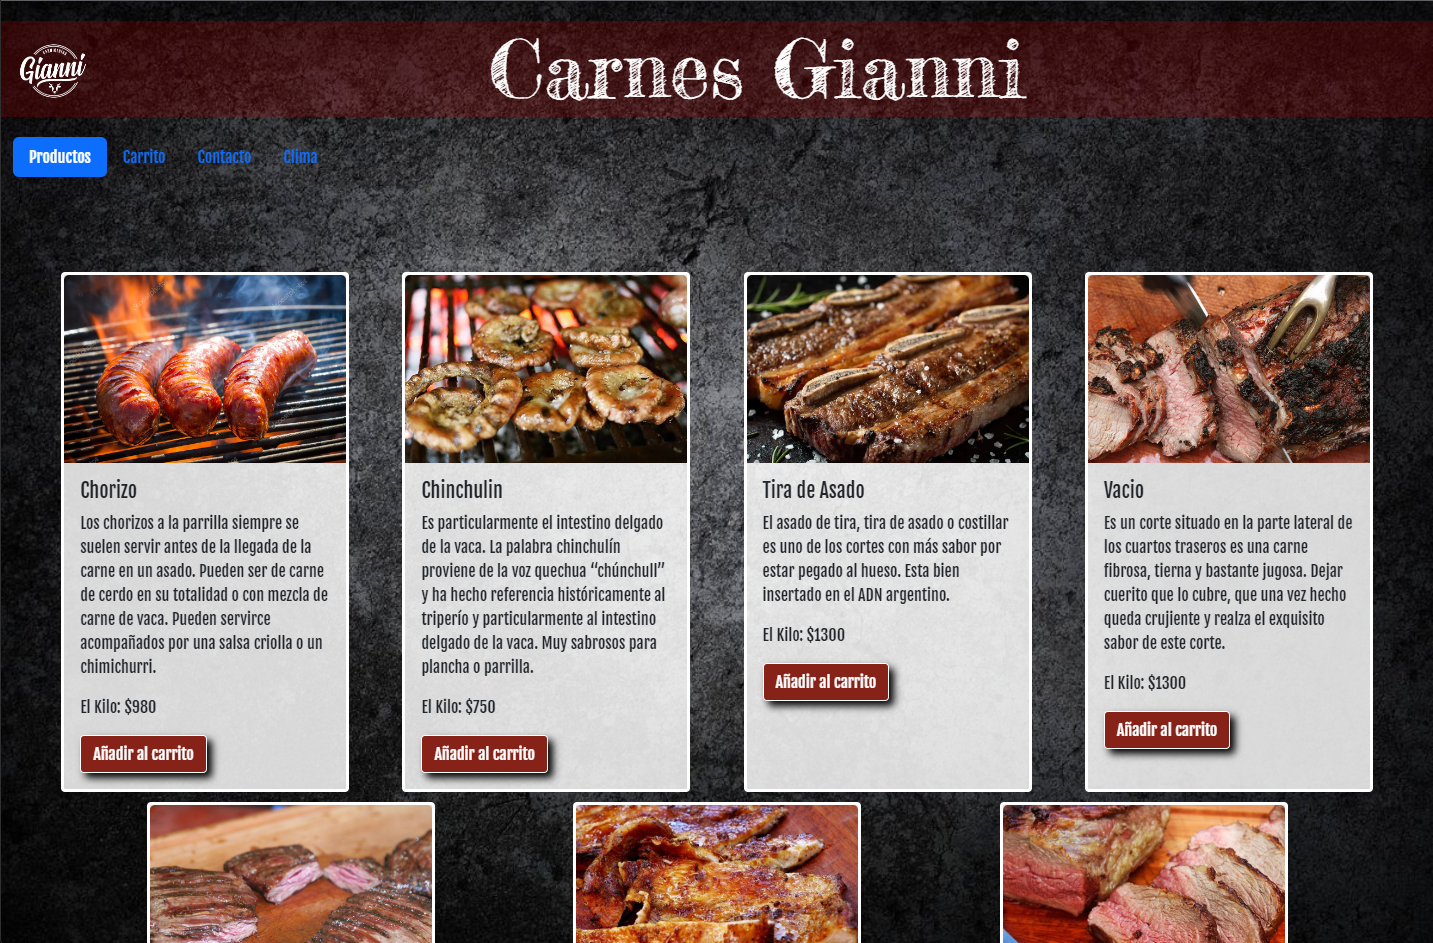 Gianni
Carnes Gianni
Productos Carrito Contacto Clima
Chorizo
Los chorizos a la parrilla siempre se
suelen servir antes de la llegada de la
carne en un asado. Pueden ser de carne
de cerdo en su totalidad o con mezcla de
carne de vaca. Pueden servirce
acompañados por una salsa criolla o un
chimichurri.
El Kilo: $980
Añadir al carrito
Chinchulin
Es particularmente el intestino delgado
de la vaca. La palabra chinchulín
proviene de la voz quechua “chúnchull”
y ha hecho referencia históricamente al
triperío y particularmente al intestino
delgado de la vaca. Muy sabrosos para
plancha o parrilla.
El Kilo: $750
Añadir al carrito
Tira de Asado
El asado de tira, tira de asado o costillar
es uno de los cortes con más sabor por
estar pegado al hueso. Esta bien
insertado en el ADN argentino.
El Kilo: $1300
Añadir al carrito
Vacio
Es un corte situado en la parte lateral de
los cuartos traseros es una carne
fibrosa, tierna y bastante jugosa. Dejar
cuerito que lo cubre, que una vez hecho
queda crujiente y realza el exquisito
sabor de este corte.
El Kilo: $1300
Añadir al carrito